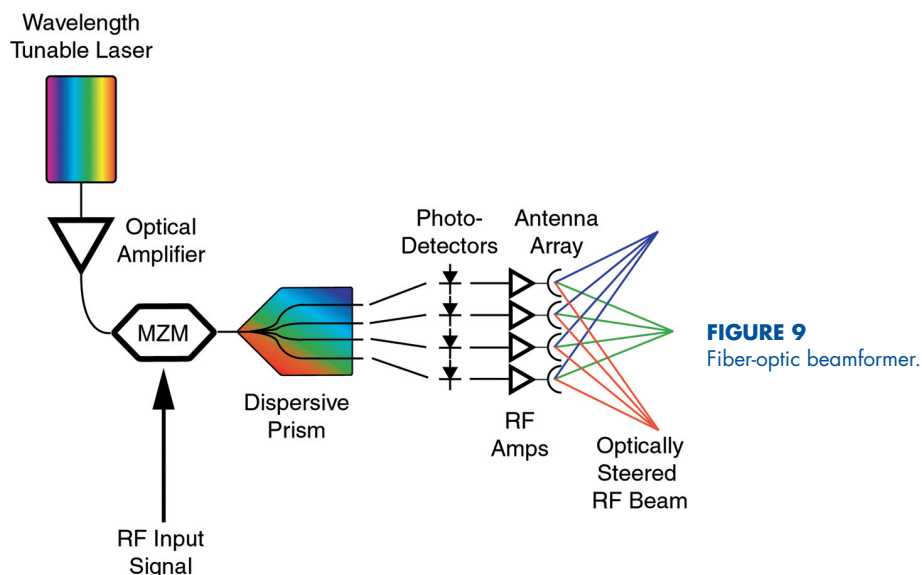 Wavelength
Tunable Laser
Optical
Amplifier
MZM
RF Input
Signal
Dispersive
Prism
Photo-
Detectors
Antenna
Array
RF
Amps
Optically
Steered
RF Beam
FIGURE 9
Fiber-optic beamformer.